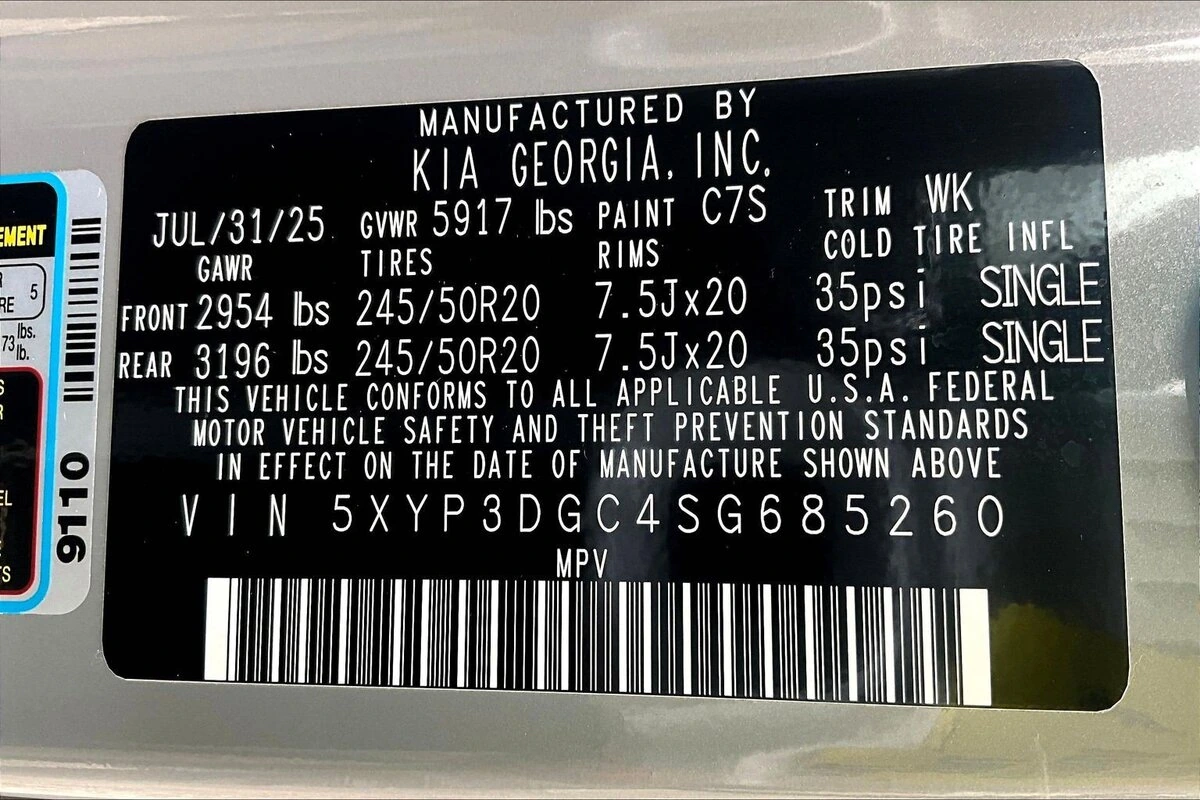 MANUFACTURED BY
KIA GEORGIA, INC.
JUL/31/25 GVWR 5917 lbs PAINT C7S TRIM WK
GAWR TIRES RIMS COLD TIRE INFL
FRONT 2954 lbs 245/50R20 7.5Jx20 35psi SINGLE
REAR 3196 lbs 245/50R20 7.5Jx20 35psi SINGLE
THIS VEHICLE CONFORMS TO ALL APPLICABLE U.S.A. FEDERAL
MOTOR VEHICLE SAFETY AND THEFT PREVENTION STANDARDS
IN EFFECT ON THE DATE OF MANUFACTURE SHOWN ABOVE
VIN 5XYP3DGC4SG685260
MPV
5
lbs.
lb.
9110